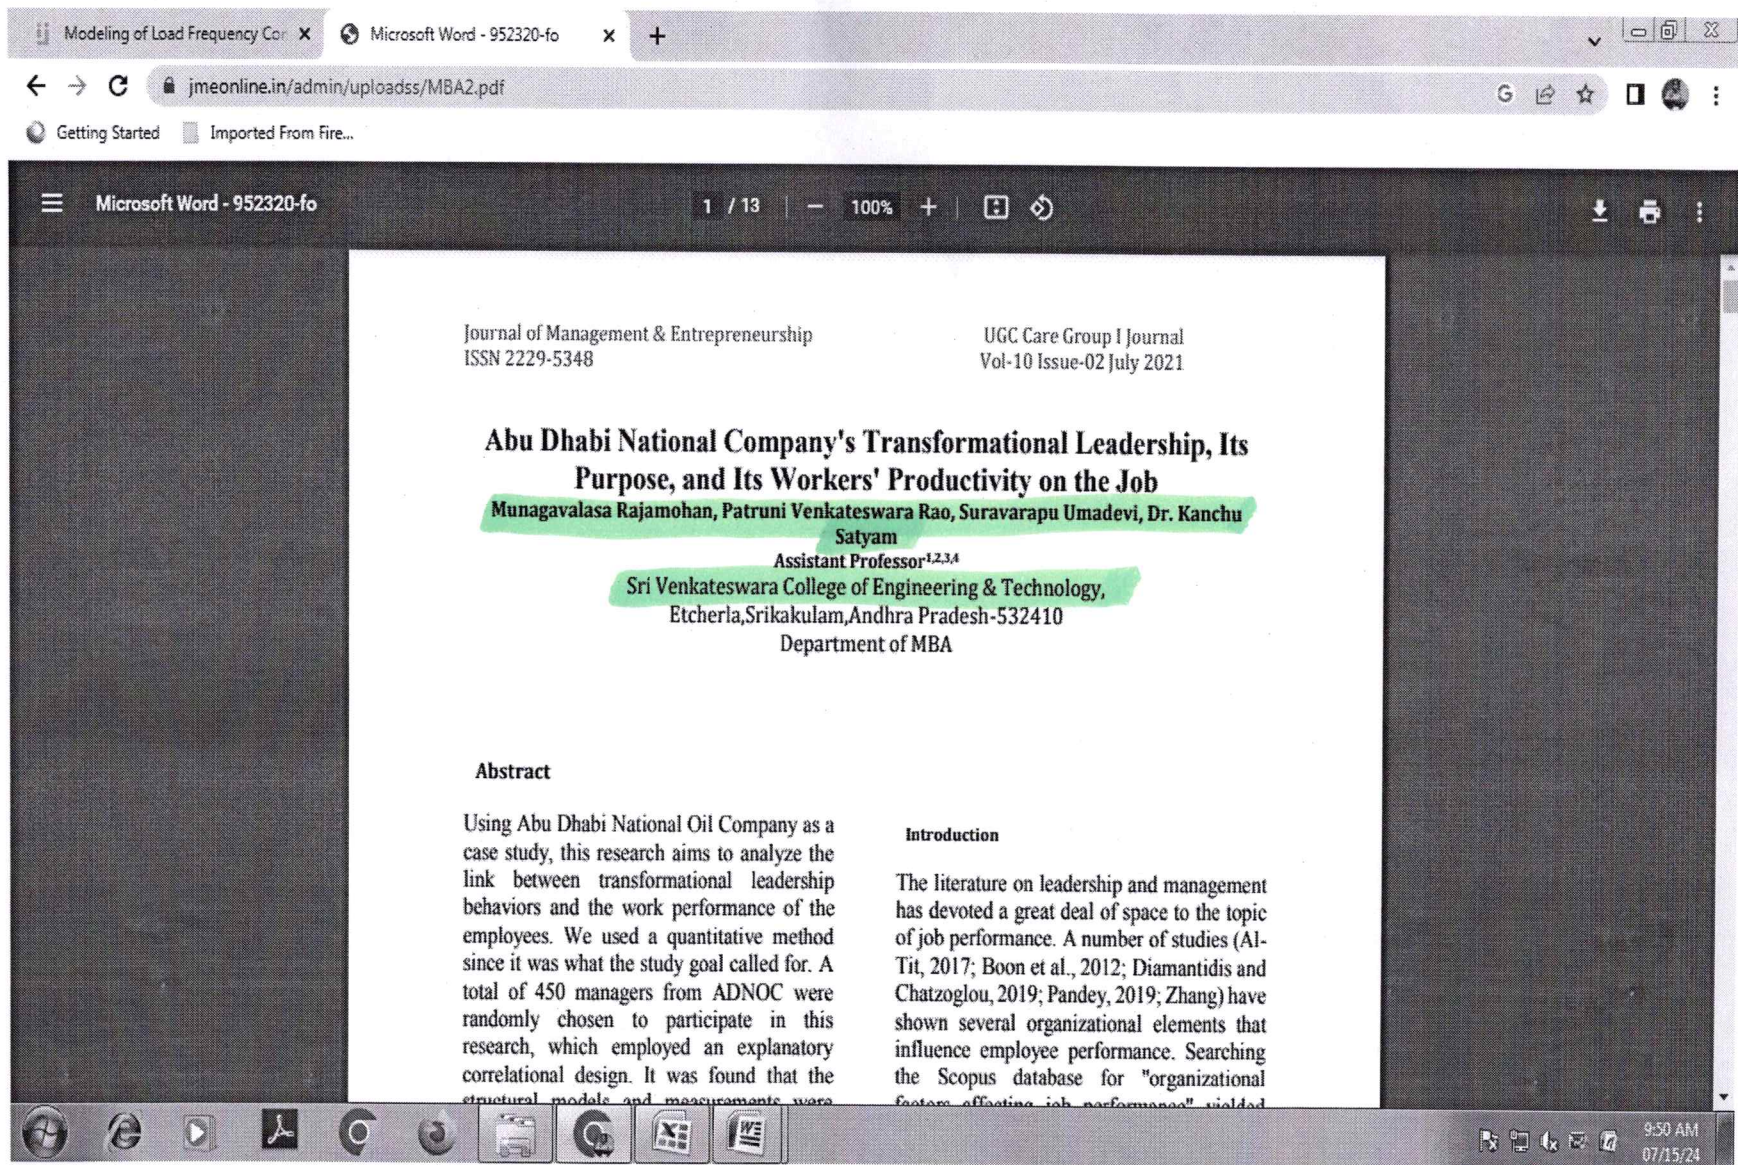 Modeling of Load Frequency Cor
Microsoft Word - 952320-fo
jmeonline.in/admin/uploadss/MBA2.pdf
Getting Started
Imported From Fire...
Microsoft Word - 952320-fo
1 / 13
100%
Journal of Management & Entrepreneurship
ISSN 2229-5348
UGC Care Group I Journal
Vol-10 Issue-02 July 2021
Abu Dhabi National Company's Transformational Leadership, Its
Purpose, and Its Workers' Productivity on the Job
Munagavalasa Rajamohan, Patruni Venkateswara Rao, Suravarapu Umadevi, Dr. Kanchu
Satyam
Assistant Professor1,2,3,4
Sri Venkateswara College of Engineering & Technology,
Etcherla,Srikakulam,Andhra Pradesh-532410
Department of MBA
Abstract
Using Abu Dhabi National Oil Company as a
case study, this research aims to analyze the
link between transformational leadership
behaviors and the work performance of the
employees. We used a quantitative method
since it was what the study goal called for. A
total of 450 managers from ADNOC were
randomly chosen to participate in this
research, which employed an explanatory
correlational design. It was found that the
structural models and measurements were
Introduction
The literature on leadership and management
has devoted a great deal of space to the topic
of job performance. A number of studies (Al-
Tit, 2017; Boon et al., 2012; Diamantidis and
Chatzoglou, 2019; Pandey, 2019; Zhang) have
shown several organizational elements that
influence employee performance. Searching
the Scopus database for "organizational
factors effecting job performance" yielded
9:50 AM
07/15/24